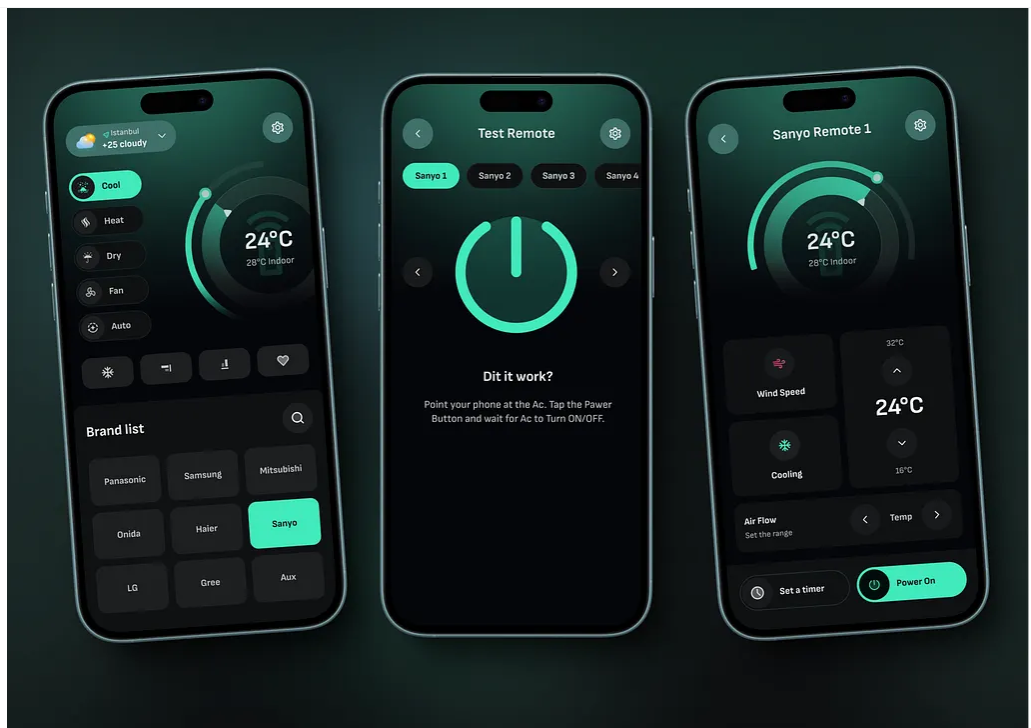 Istanbul
+25 cloudy
Cool
Heat
Dry
Fan
Auto
24°C
28°C Indoor
Brand list
Panasonic
Samsung
Mitsubishi
Onida
Haier
Sanyo
LG
Gree
Aux
Test Remote
Sanyo 1
Sanyo 2
Sanyo 3
Sanyo 4
Dit it work?
Point your phone at the Ac. Tap the Pawer
Button and wait for Ac to Turn ON/OFF.
Sanyo Remote 1
24°C
28°C Indoor
Wind Speed
Cooling
32°C
24°C
16°C
Air Flow
Set the range
Temp
Set a timer
Power On